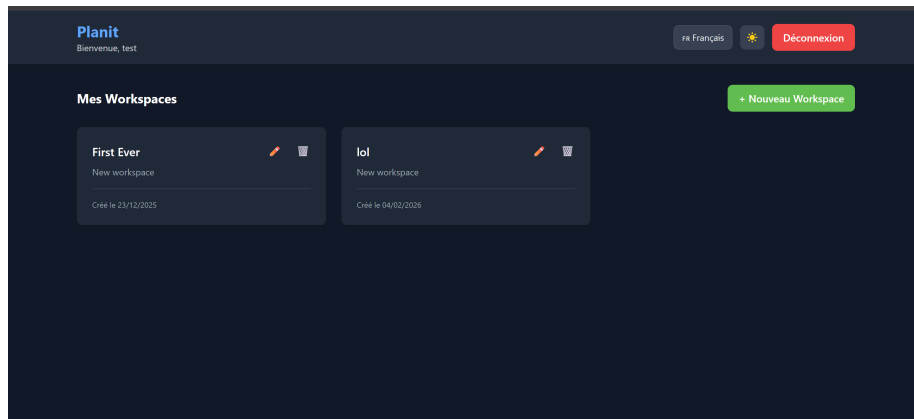 Planit
Bienvenue, test
FR Français
Déconnexion
Mes Workspaces
+ Nouveau Workspace
First Ever
New workspace
Créé le 23/12/2025
lol
New workspace
Créé le 04/02/2026